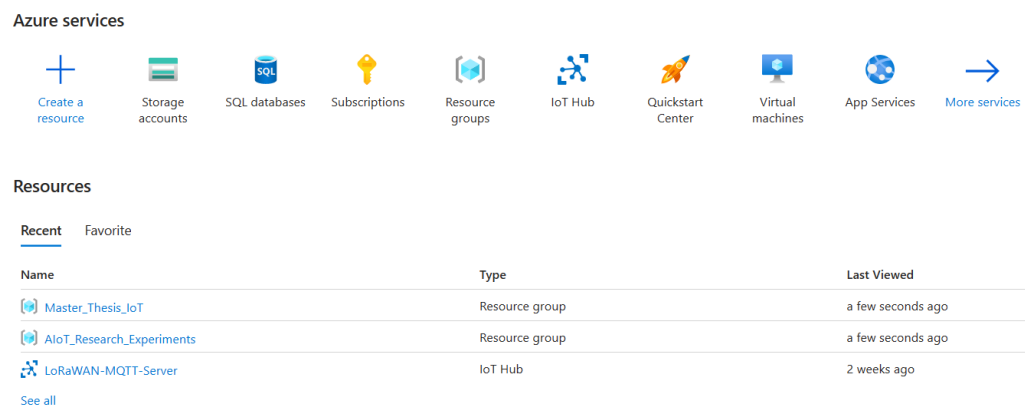 Azure services
Create a
resource
Storage
accounts
SQL
SQL databases
Subscriptions
Resource
groups
IoT Hub
Quickstart
Center
Virtual
machines
App Services
More services
Resources
Recent Favorite
Name Type Last Viewed
Master_Thesis_IoT Resource group a few seconds ago
AIoT_Research_Experiments Resource group a few seconds ago
LoRaWAN-MQTT-Server IoT Hub 2 weeks ago
See all